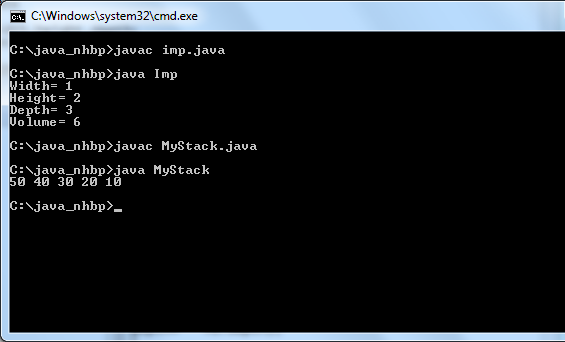 C:\Windows\system32\cmd.exe
C:\java_nhbp>javac imp.java
C:\java_nhbp>java Imp
Width= 1
Height= 2
Depth= 3
Volume= 6
C:\java_nhbp>javac MyStack.java
C:\java_nhbp>java MyStack
50 40 30 20 10
C:\java_nhbp>_